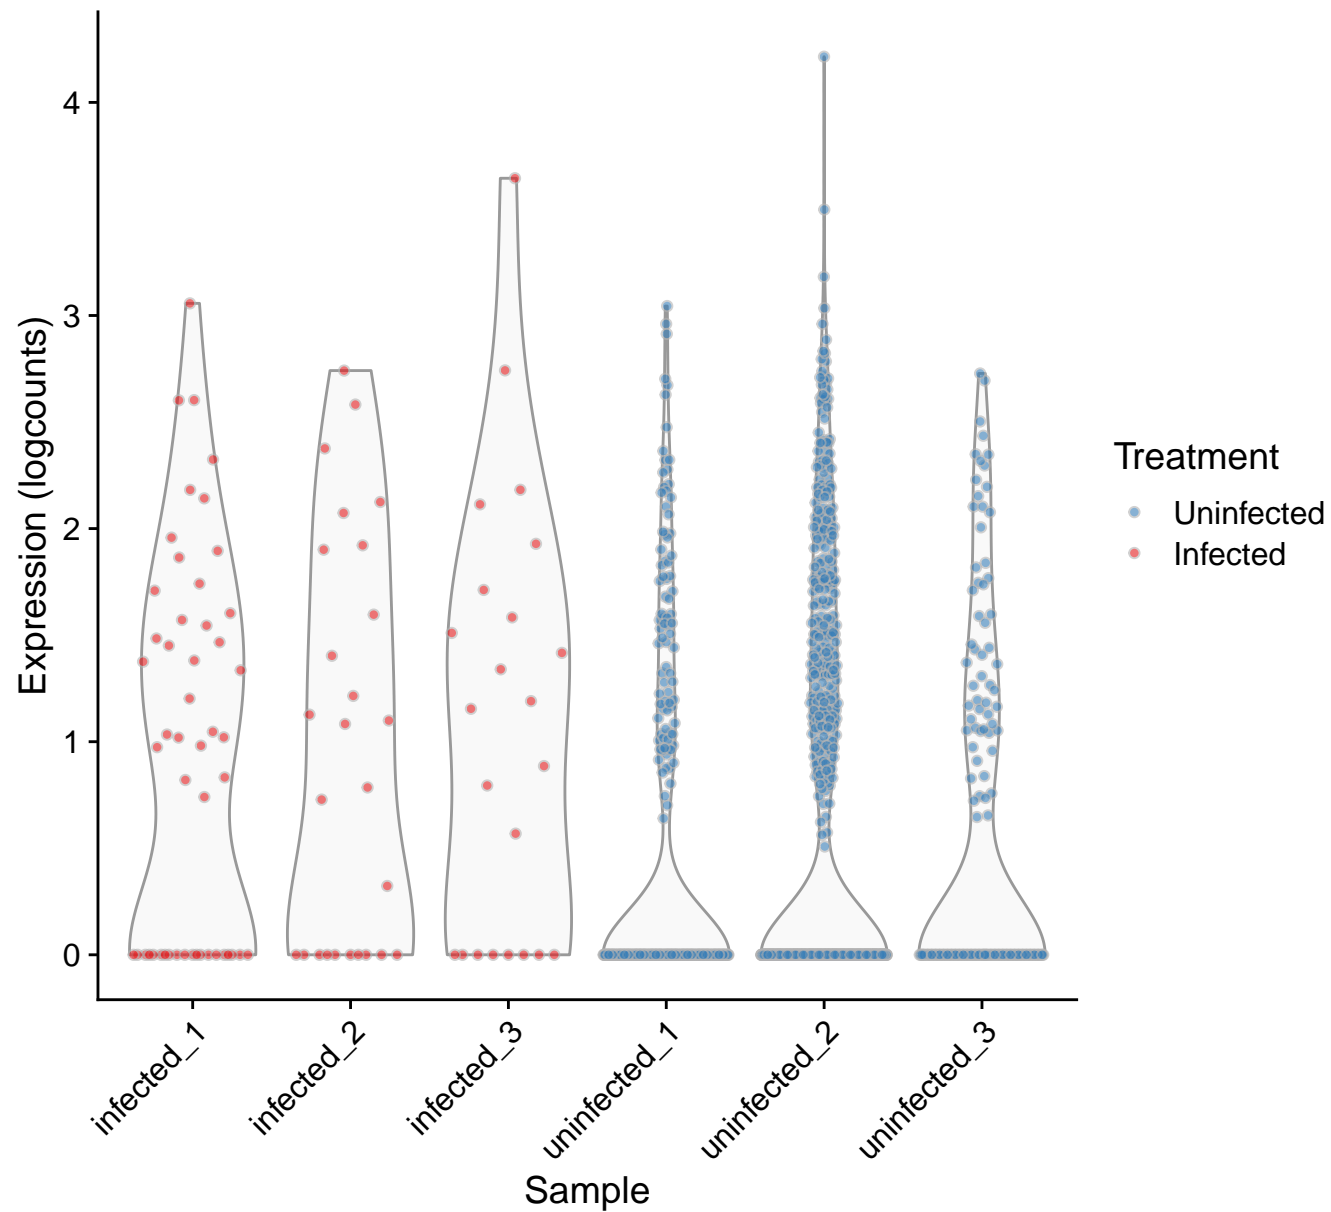 4
3
2
1
0
Expression (logcounts)
infected_1
infected_2
infected_3
uninfected_1
uninfected_2
uninfected_3
Sample
Treatment
Uninfected
Infected